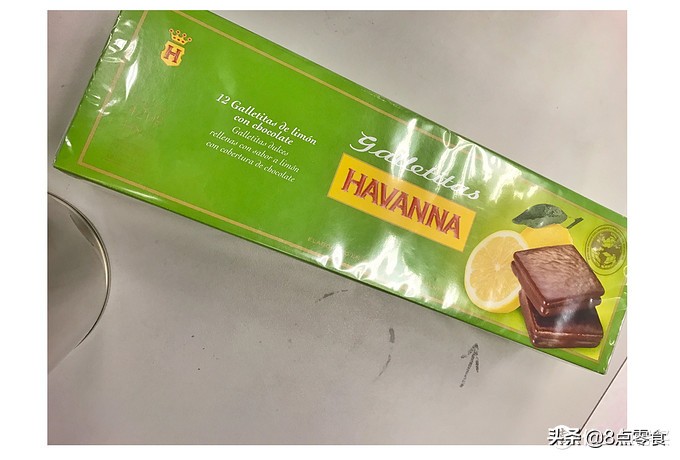 H
12 Galletitas de limón
con chocolate
Galletitas dulces
rellenas con sabor a limón
con cobertura de chocolate
Galletitas
HAVANNA
头条 @8点零食